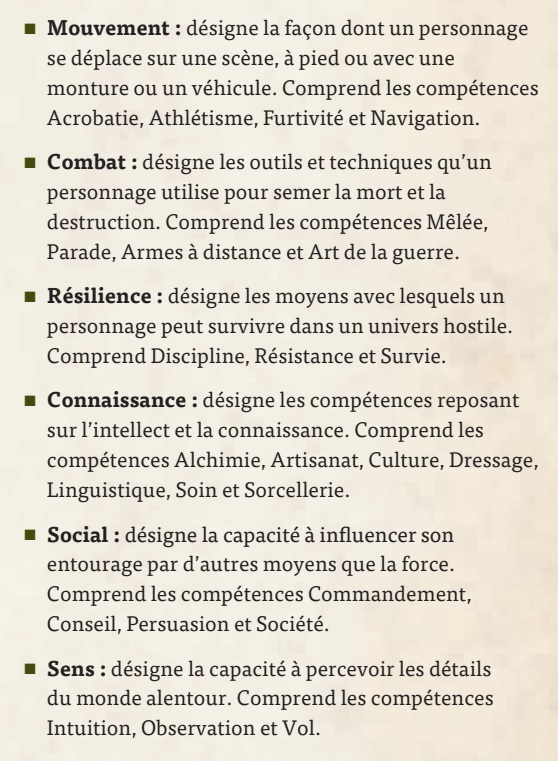 ■ Mouvement : désigne la façon dont un personnage
se déplace sur une scène, à pied ou avec une
monture ou un véhicule. Comprend les compétences
Acrobatie, Athlétisme, Furtivité et Navigation.
■ Combat : désigne les outils et techniques qu’un
personnage utilise pour semer la mort et la
destruction. Comprend les compétences Mêlée,
Parade, Armes à distance et Art de la guerre.
■ Résilience : désigne les moyens avec lesquels un
personnage peut survivre dans un univers hostile.
Comprend Discipline, Résistance et Survie.
■ Connaissance : désigne les compétences reposant
sur l’intellect et la connaissance. Comprend les
compétences Alchimie, Artisanat, Culture, Dressage,
Linguistique, Soin et Sorcellerie.
■ Social : désigne la capacité à influencer son
entourage par d’autres moyens que la force.
Comprend les compétences Commandement,
Conseil, Persuasion et Société.
■ Sens : désigne la capacité à percevoir les détails
du monde alentour. Comprend les compétences
Intuition, Observation et Vol.